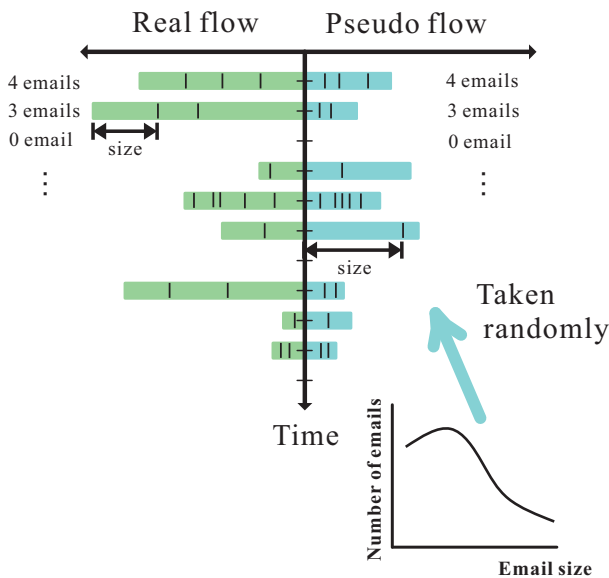 Real flow
Pseudo flow
4 emails
4 emails
3 emails
3 emails
0 email
0 email
size
size
Taken
randomly
Time
Number of emails
Email size